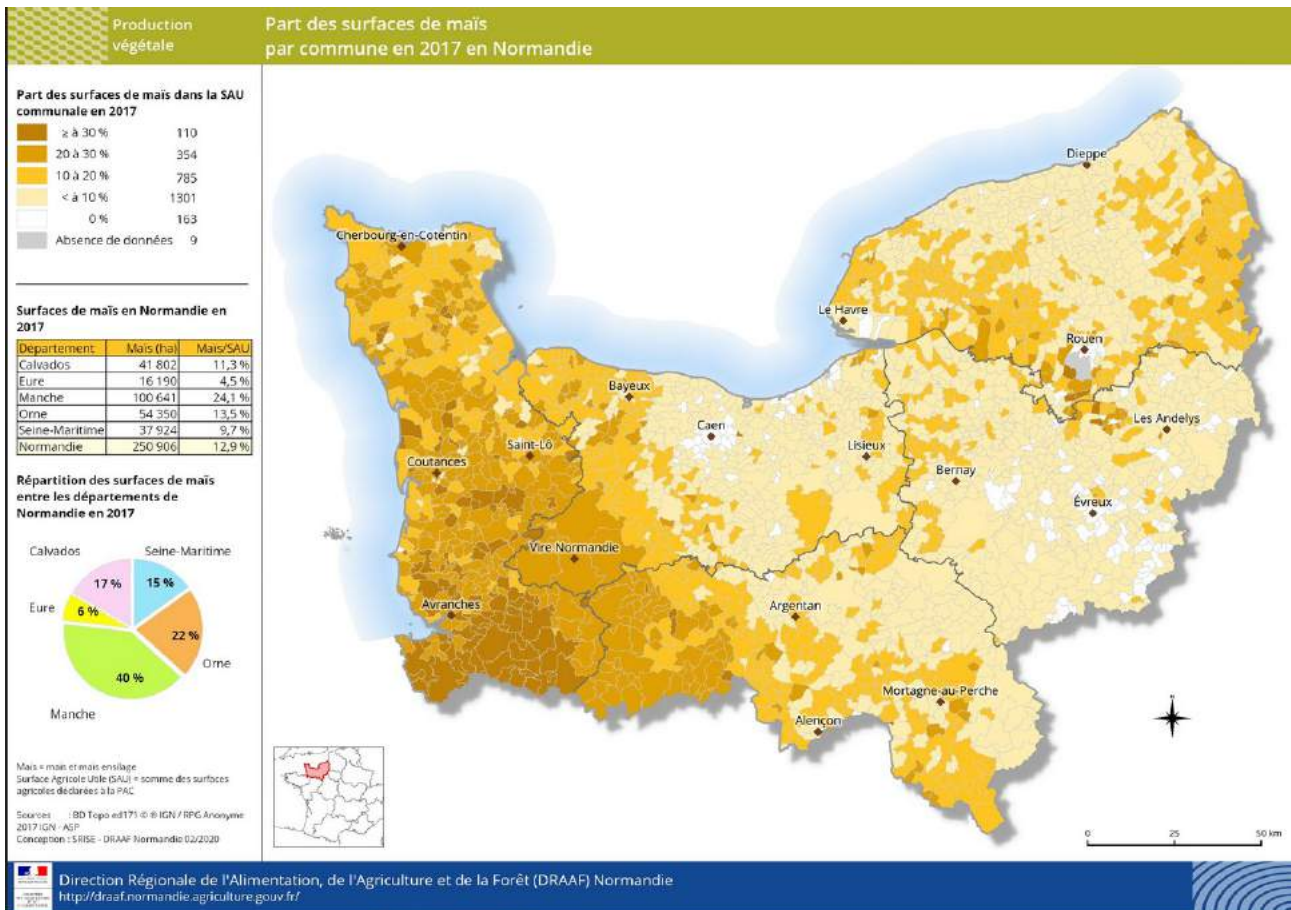 Production
végétale
Part des surfaces de maïs
par commune en 2017 en Normandie
Part des surfaces de maïs dans la SAU
communale en 2017
≥ à 30 % 110
20 à 30 % 354
10 à 20 % 785
< à 10 % 1301
0 % 163
Absence de données 9
Surfaces de maïs en Normandie en
2017
Département Maïs (ha) Maïs/SAU
Calvados 41 802 11,3 %
Eure 16 190 4,5 %
Manche 100 641 24,1 %
Orne 54 350 13,5 %
Seine-Maritime 37 924 9,7 %
Normandie 250 906 12,9 %
Répartition des surfaces de maïs
entre les départements de
Normandie en 2017
Calvados
Seine-Maritime
17 %
15 %
Eure
6 %
22 %
Orne
40 %
Manche
Maïs = maïs et maïs ensilage
Surface Agricole Utile (SAU) = somme des surfaces
agricoles déclarées à la PAC
Sources : BD Topo ed171 © ® IGN / RPG Anonyme
2017 IGN - ASP
Conception : SRISE - DRAAF Normandie 02/2020
Dieppe
Cherbourg-en-Cotentin
Le Havre
Rouen
Bayeux
Les Andelys
Caen
Saint-Lô
Lisieux
Coutances
Bernay
Évreux
Vire Normandie
Avranches
Argentan
Mortagne-au-Perche
Alençon
0 25 50 km
Direction Régionale de l'Alimentation, de l'Agriculture et de la Forêt (DRAAF) Normandie
http://draaf.normandie.agriculture.gouv.fr/